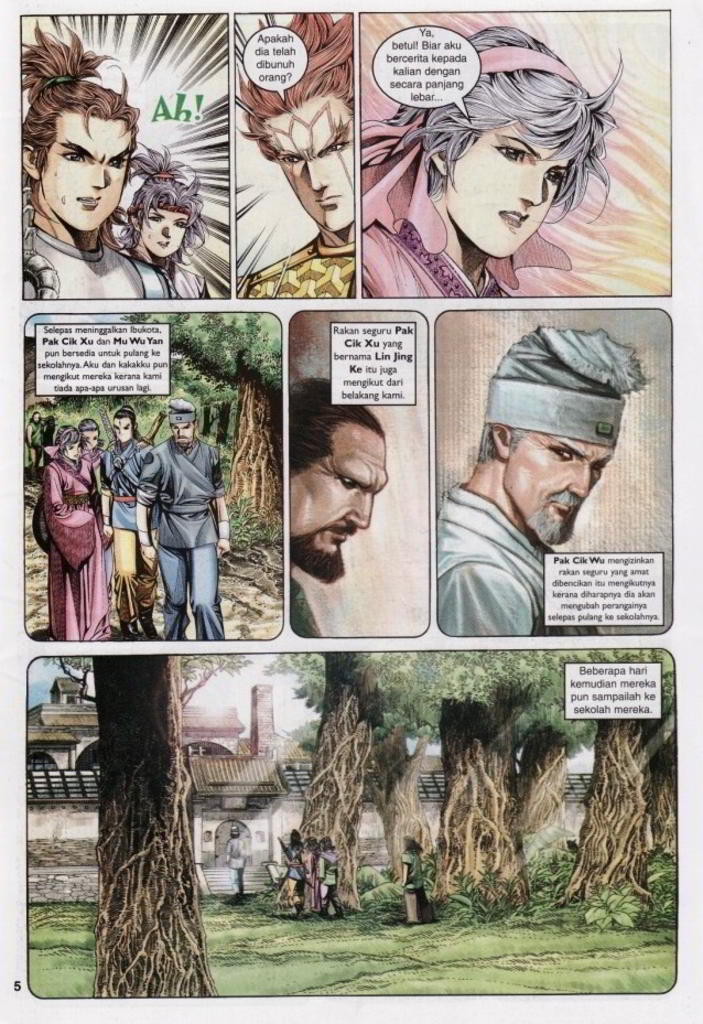 Ah!
Apakah
dia telah
dibunuh
orang?
Ya,
betul! Biar aku
bercerita kepada
kalian dengan
secara panjang
lebar...
Selepas meninggalkan Ibukota,
Pak Cik Xu dan Mu Wu Yan
pun bersedia untuk pulang ke
sekolahnya. Aku dan kakakku pun
mengikut mereka kerana kami
tiada apa-apa urusan lagi.
Rakan seguru Pak
Cik Xu yang
bernama Lin Jing
Ke itu juga
mengikut dari
belakang kami.
Pak Cik Wu mengizinkan
rakan seguru yang amat
dibencikan itu mengikutnya
kerana diharapnya dia akan
mengubah perangainya
selepas pulang ke sekolahnya.
Beberapa hari
kemudian mereka
pun sampailah ke
sekolah mereka.
5